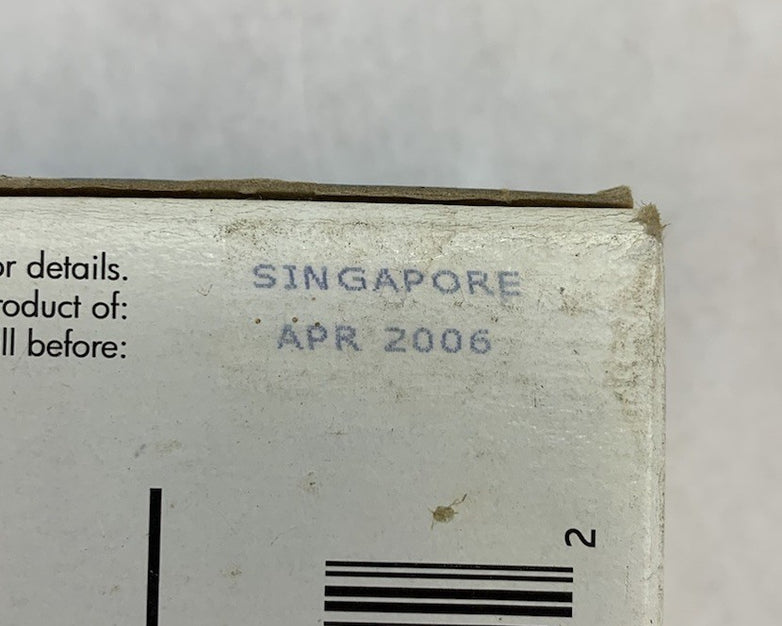 or details.
roduct of: SINGAPORE
ll before: APR 2006
2